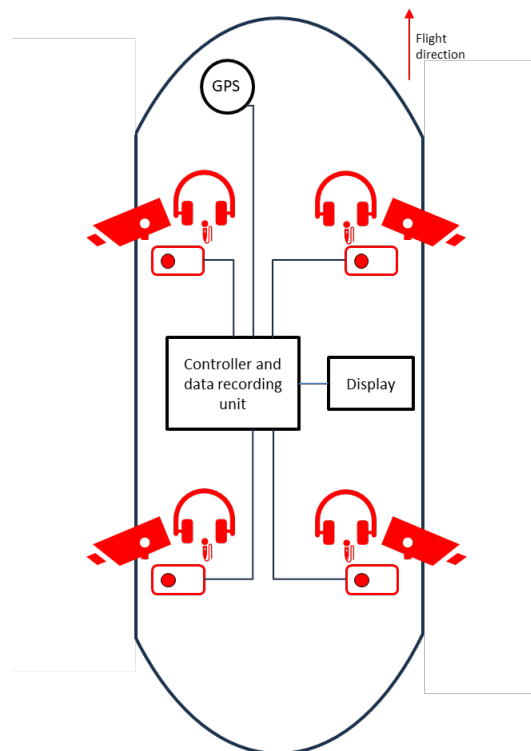 Flight
direction
GPS
Controller and
data recording
unit
Display